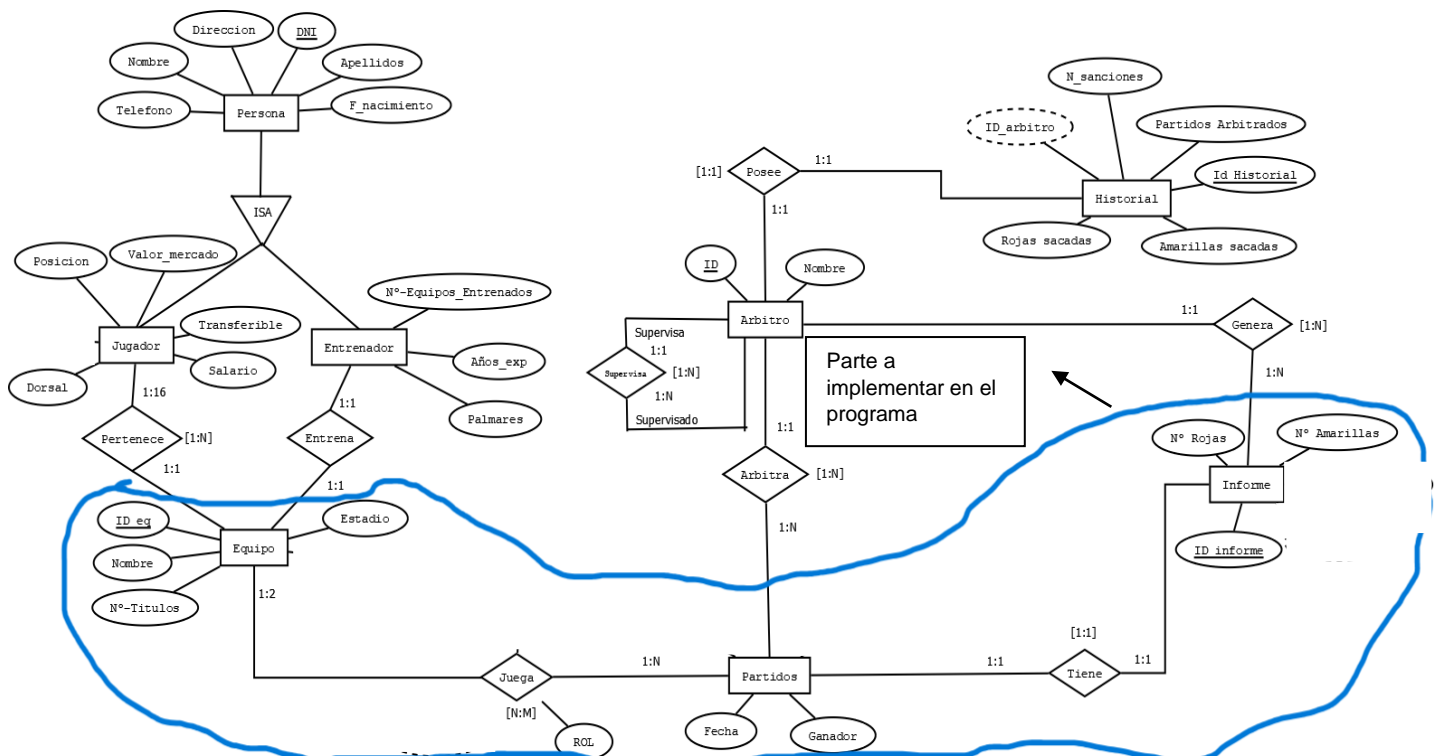 Direccion
DNI
Nombre
Apellidos
Telefono
F_nacimiento
Persona
ISA
Posicion
Valor_mercado
Nº-Equipos_Entrenados
Transferible
Jugador
Entrenador
Años_exp
Dorsal
Salario
Palmares
1:16
1:1
Pertenece
[1:N]
Entrena
1:1
1:1
ID eq
Estadio
Nombre
Equipo
Nº-Titulos
1:2
N_sanciones
ID_arbitro
Partidos Arbitrados
[1:1]
Posee
1:1
Id Historial
Historial
1:1
Rojas sacadas
Amarillas sacadas
ID
Nombre
Arbitro
1:1
Genera
[1:N]
Supervisa
1:1
Supervisa
[1:N]
1:N
Supervisado
Parte a
implementar en el
programa
1:N
1:1
Arbitra
[1:N]
1:N
Nº Rojas
Nº Amarillas
Informe
ID informe
[1:1]
Juega
1:N
Partidos
1:1
Tiene
1:1
[N:M]
ROL
Fecha
Ganador